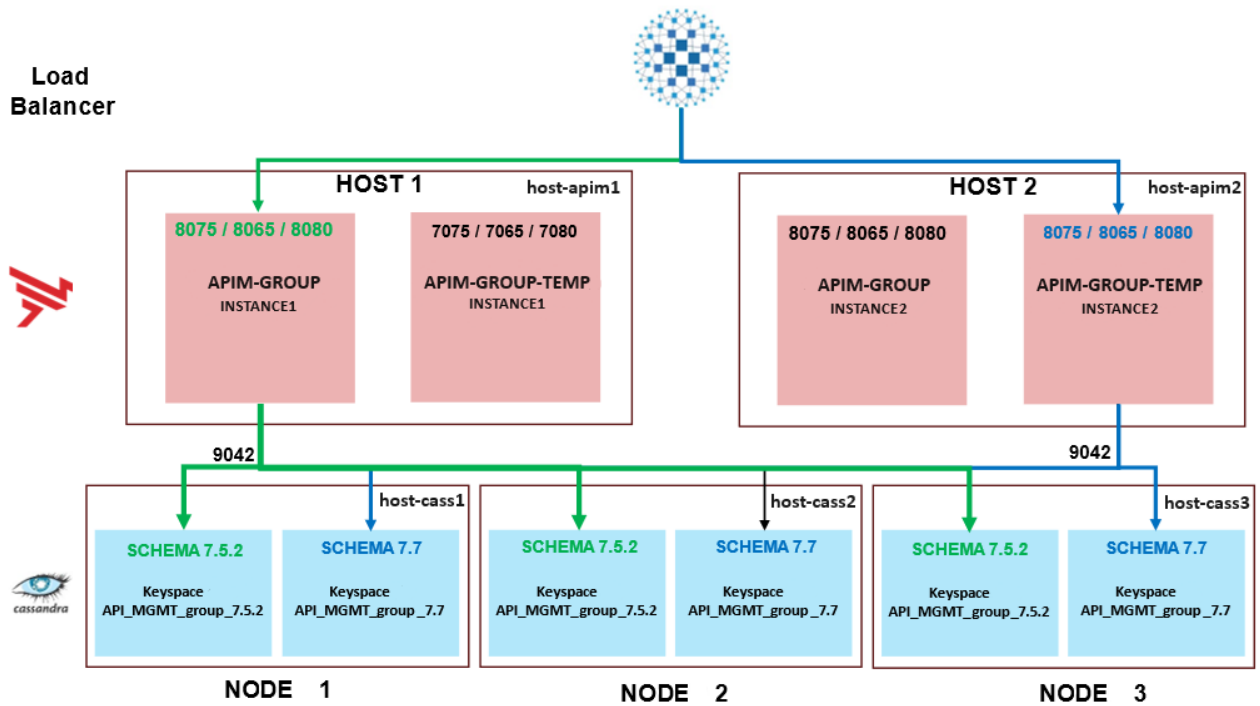 Load
Balancer
HOST 1
host-apim1
8075 / 8065 / 8080
APIM-GROUP
INSTANCE1
7075 / 7065 / 7080
APIM-GROUP-TEMP
INSTANCE1
HOST 2
host-apim2
8075 / 8065 / 8080
APIM-GROUP
INSTANCE2
8075 / 8065 / 8080
APIM-GROUP-TEMP
INSTANCE2
9042
9042
host-cass1
SCHEMA 7.5.2
Keyspace
API_MGMT_group_7.5.2
SCHEMA 7.7
Keyspace
API_MGMT_group_7.7
host-cass2
SCHEMA 7.5.2
Keyspace
API_MGMT_group_7.5.2
SCHEMA 7.7
Keyspace
API_MGMT_group_7.7
host-cass3
SCHEMA 7.5.2
Keyspace
API_MGMT_group_7.5.2
SCHEMA 7.7
Keyspace
API_MGMT_group_7.7
cassandra
NODE 1
NODE 2
NODE 3